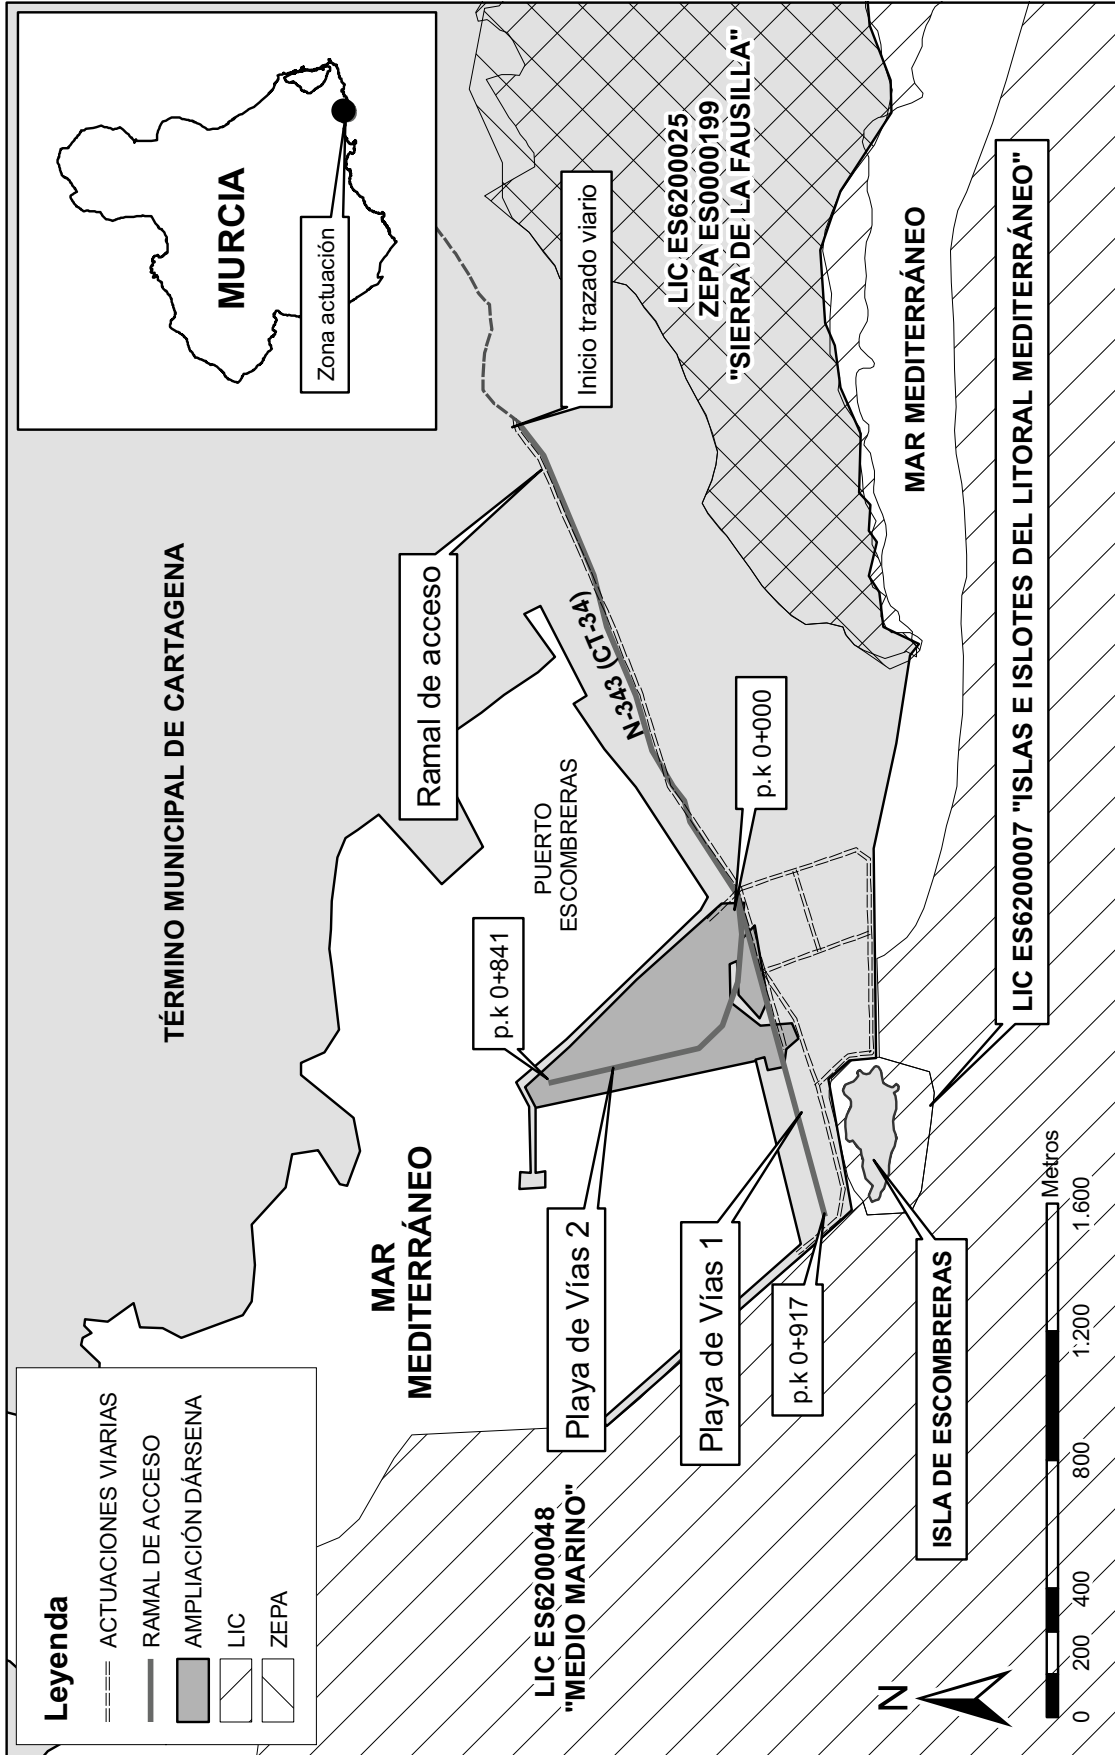 Leyenda
ACTUACIONES VIARIAS
RAMAL DE ACCESO
AMPLIACIÓN DÁRSENA
LIC
ZEPA
TÉRMINO MUNICIPAL DE CARTAGENA
MURCIA
Zona actuación
MAR
MEDITERRÁNEO
PUERTO
ESCOMBRERAS
p.k 0+841
Ramal de acceso
Inicio trazado viario
N-343 (CT-34)
p.k 0+000
LIC ES6200025
ZEPA ES0000199
"SIERRA DE LA FAUSILLA"
Playa de Vías 2
Playa de Vías 1
p.k 0+917
LIC ES6200048
"MEDIO MARINO"
ISLA DE ESCOMBRERAS
MAR MEDITERRÁNEO
LIC ES6200007 "ISLAS E ISLOTES DEL LITORAL MEDITERRÁNEO"
N
0 200 400 800 1.200 1.600
Metros